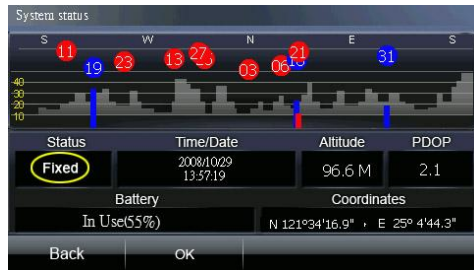 System status
S W N E S
11 19 23 13 27 03 06 21 31
40
30
20
10
Status Time/Date Altitude PDOP
Fixed 2008/10/29 13:57:19 96.6 M 2.1
Battery Coordinates
In Use(55%) N 121°34'16.9" , E 25° 4'44.3"
Back OK